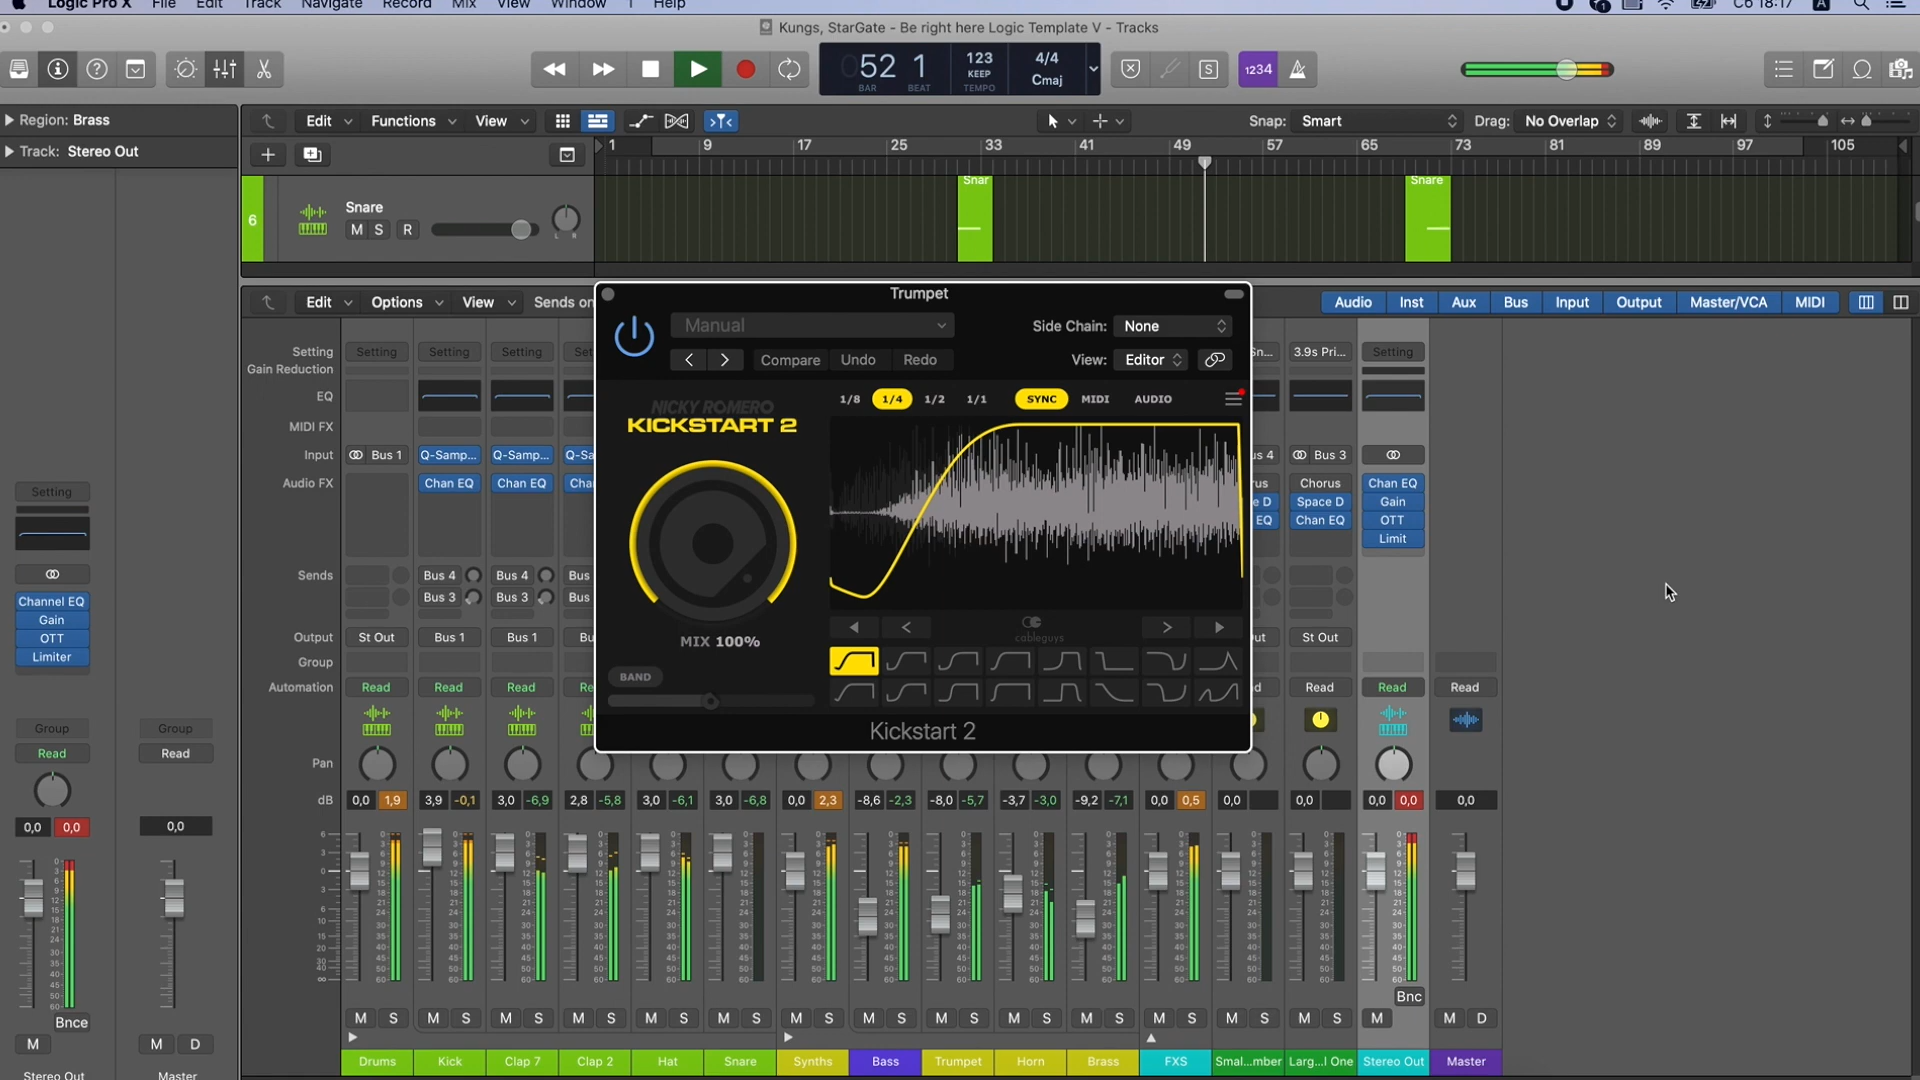 Logic Pro X File Edit Track Navigate Record Mix View Window 1 Help
Сб 18:17 A
Kungs, StarGate - Be right here Logic Template V - Tracks
052 1 123 4/4
KEEP Cmaj
BAR BEAT TEMPO
S 1234
Region: Brass
Edit Functions View
Snap: Smart Drag: No Overlap
Track: Stereo Out
1 9 17 25 33 41 49 57 65 73 81 89 97 105
Snar Snare
6 Snare
M S R
L R
Edit Options View Sends on
Audio Inst Aux Bus Input Output Master/VCA MIDI
Trumpet
Manual
Side Chain: None
Compare Undo Redo
View: Editor
NICKY ROMERO
KICKSTART 2
1/8 1/4 1/2 1/1 SYNC MIDI AUDIO
MIX 100%
cableguys
BAND
Kickstart 2
Setting Setting Setting Setting 3.9s Pri... Setting
Gain Reduction
EQ
MIDI FX
Input Bus 1 Q-Samp... Q-Samp... Bus 3
Audio FX Chan EQ Chan EQ Chorus Chan EQ
Space D Gain
Chan EQ OTT
Limit
Sends Bus 4 Bus 4 Bus
Bus 3 Bus 3 Bus
Output St Out Bus 1 Bus 1 St Out
Group
Automation Read Read Read Read Read Read
Pan
dB 0,0 1,9 3,9 -0,1 3,0 -6,9 2,8 -5,8 3,0 -6,1 3,0 -6,8 0,0 2,3 -8,6 -2,3 -8,0 -5,7 -3,7 -3,0 -9,2 -7,1 0,0 0,5 0,0 0,0 0,0 0,0 0,0
Bnc
M S M S M S M S M S M S M S M S M S M S M S M S M S M S M M D
Drums Kick Clap 7 Clap 2 Hat Snare Synths Bass Trumpet Horn Brass FXS Smal...mber Larg...l One Stereo Out Master
Setting
Channel EQ
Gain
OTT
Limiter
Group Group
Read Read
0,0 0,0 0,0
Bnce
M M D
Stereo Out Master